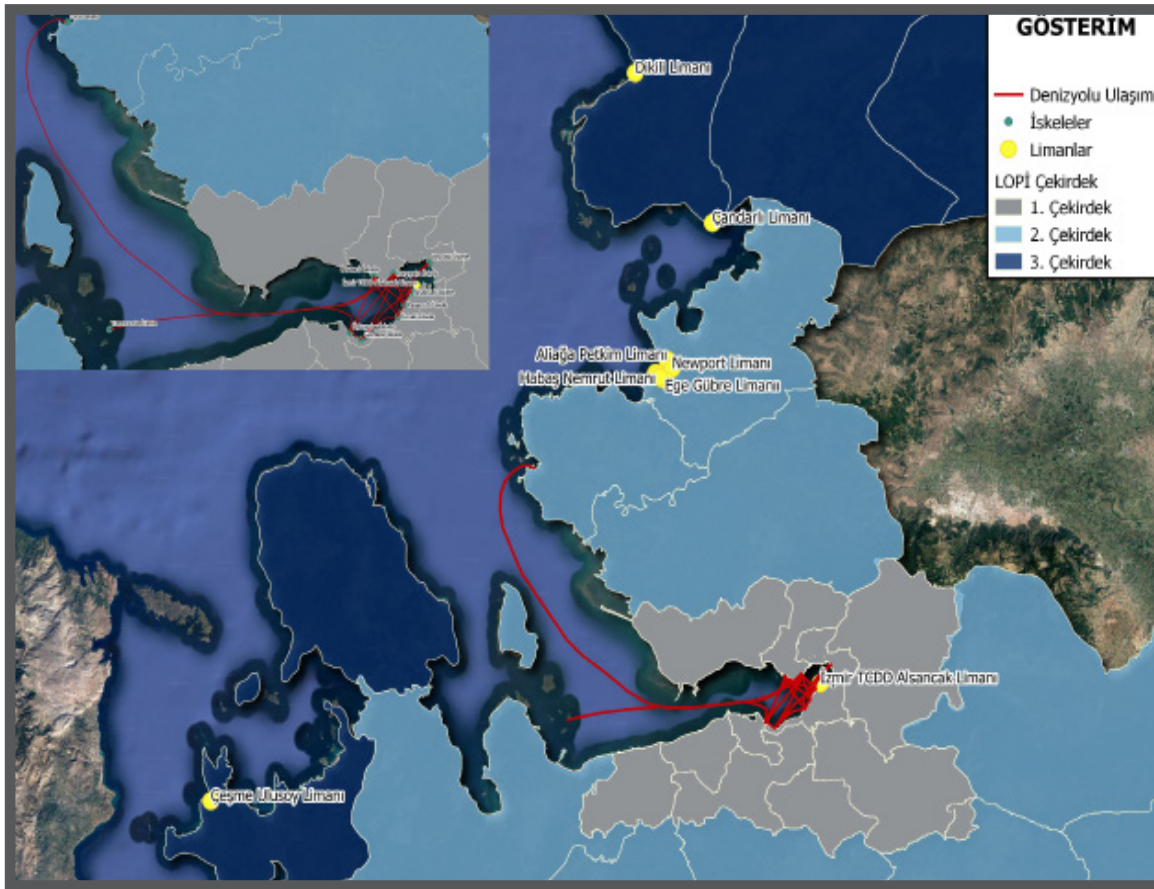 GÖSTERİM
Denizyolu Ulaşım
İskeleler
Limanlar
LOPİ Çekirdek
1. Çekirdek
2. Çekirdek
3. Çekirdek
Dikili Limanı
Çandarlı Limanı
Aliağa Petkim Limanı
Newport Limanı
Habaş Nemrut Limanı
Ege Gübre Limanıı
İzmir TCDD Alsancak Limanı
Çeşme Ulusoy Limanı